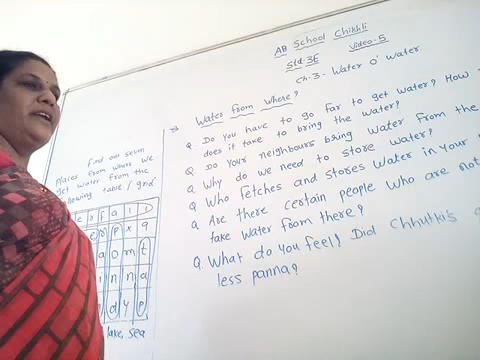 AB School Chikhli
Std: 3E Video-5
Ch-3. Water O' water
⇒ Water from Where?
Q. Do you have to go far to get water? How
does it take to bring the water?
Q. Do your neighbours bring water from the
Q. Why do we need to store water?
Q. Who fetches and stores water in your
Q. Are there certain people who are not
take water from there?
Q. What do you feel? Did Chhutki's
less panna?
find out seven
places from where we
get water from the
following table / grid
lake, sea